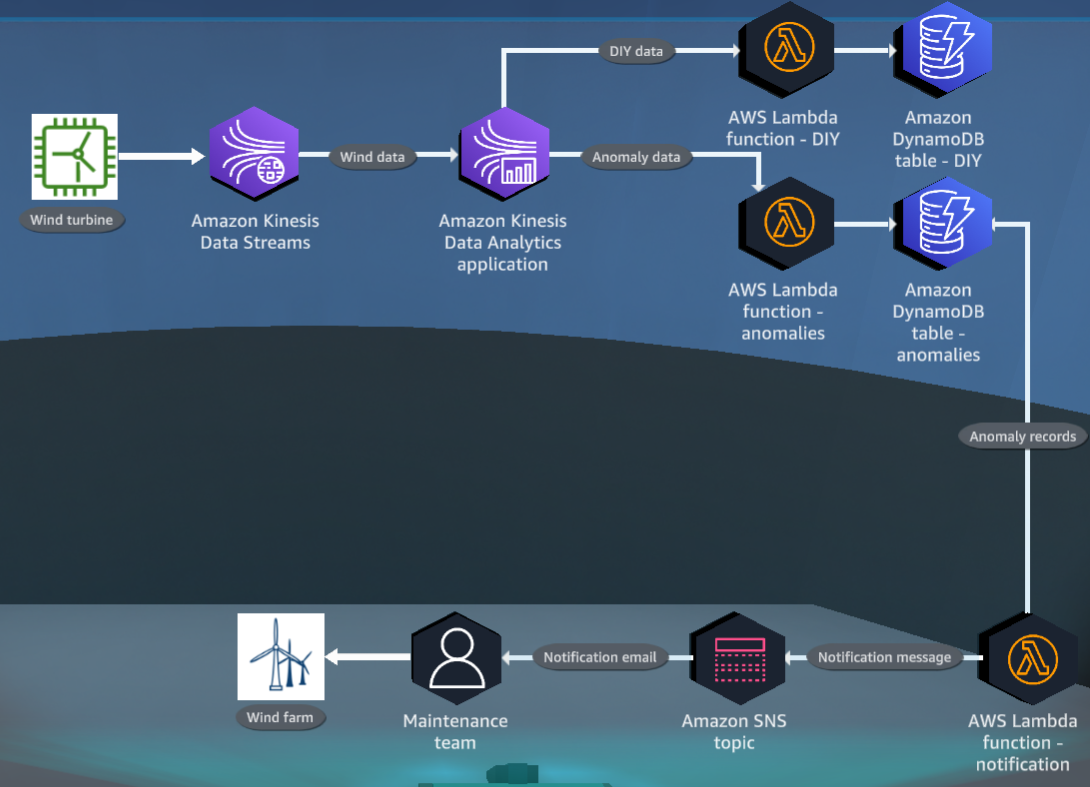 DIY data
AWS Lambda
function - DIY
Amazon
DynamoDB
table - DIY
Wind turbine
Wind data
Anomaly data
Amazon Kinesis
Data Streams
Amazon Kinesis
Data Analytics
application
AWS Lambda
function -
anomalies
Amazon
DynamoDB
table -
anomalies
Anomaly records
Notification email
Notification message
Wind farm
Maintenance
team
Amazon SNS
topic
AWS Lambda
function -
notification